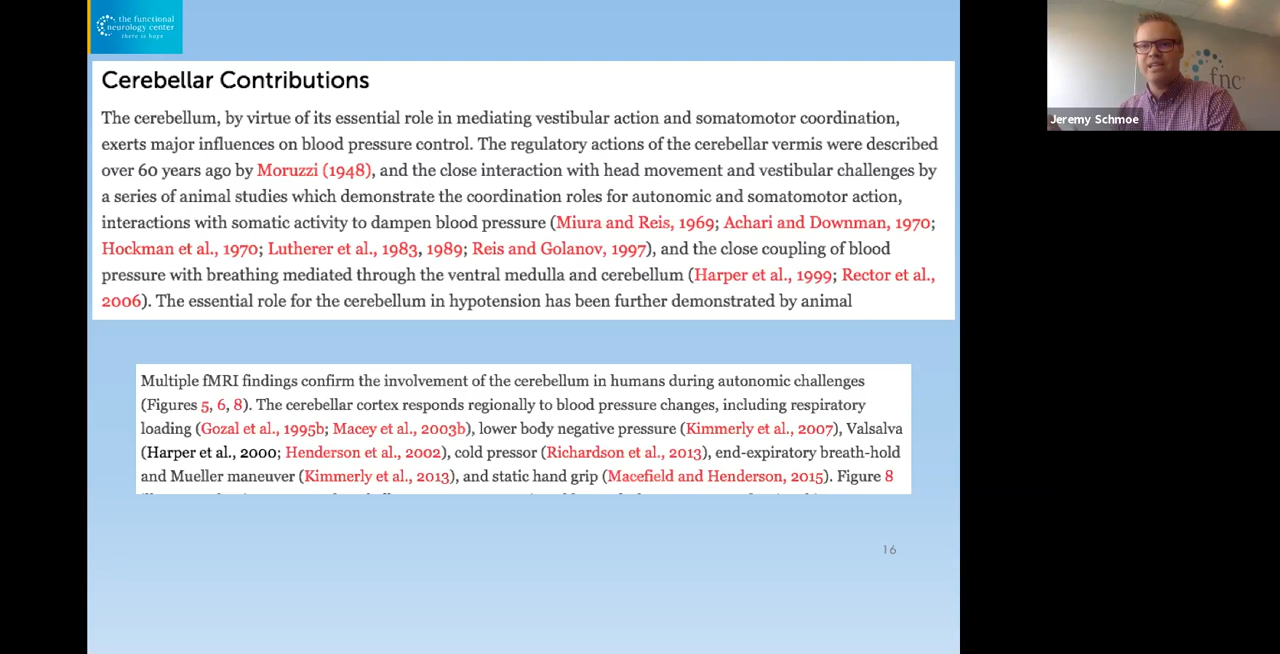 the functional
neurology center
there is hope
Cerebellar Contributions
The cerebellum, by virtue of its essential role in mediating vestibular action and somatomotor coordination,
exerts major influences on blood pressure control. The regulatory actions of the cerebellar vermis were described
over 60 years ago by Moruzzi (1948), and the close interaction with head movement and vestibular challenges by
a series of animal studies which demonstrate the coordination roles for autonomic and somatomotor action,
interactions with somatic activity to dampen blood pressure (Miura and Reis, 1969; Achari and Downman, 1970;
Hockman et al., 1970; Lutherer et al., 1983, 1989; Reis and Golanov, 1997), and the close coupling of blood
pressure with breathing mediated through the ventral medulla and cerebellum (Harper et al., 1999; Rector et al.,
2006). The essential role for the cerebellum in hypotension has been further demonstrated by animal
Multiple fMRI findings confirm the involvement of the cerebellum in humans during autonomic challenges
(Figures 5, 6, 8). The cerebellar cortex responds regionally to blood pressure changes, including respiratory
loading (Gozal et al., 1995b; Macey et al., 2003b), lower body negative pressure (Kimmerly et al., 2007), Valsalva
(Harper et al., 2000; Henderson et al., 2002), cold pressor (Richardson et al., 2013), end-expiratory breath-hold
and Mueller maneuver (Kimmerly et al., 2013), and static hand grip (Macefield and Henderson, 2015). Figure 8
16
fnc
Jeremy Schmoe